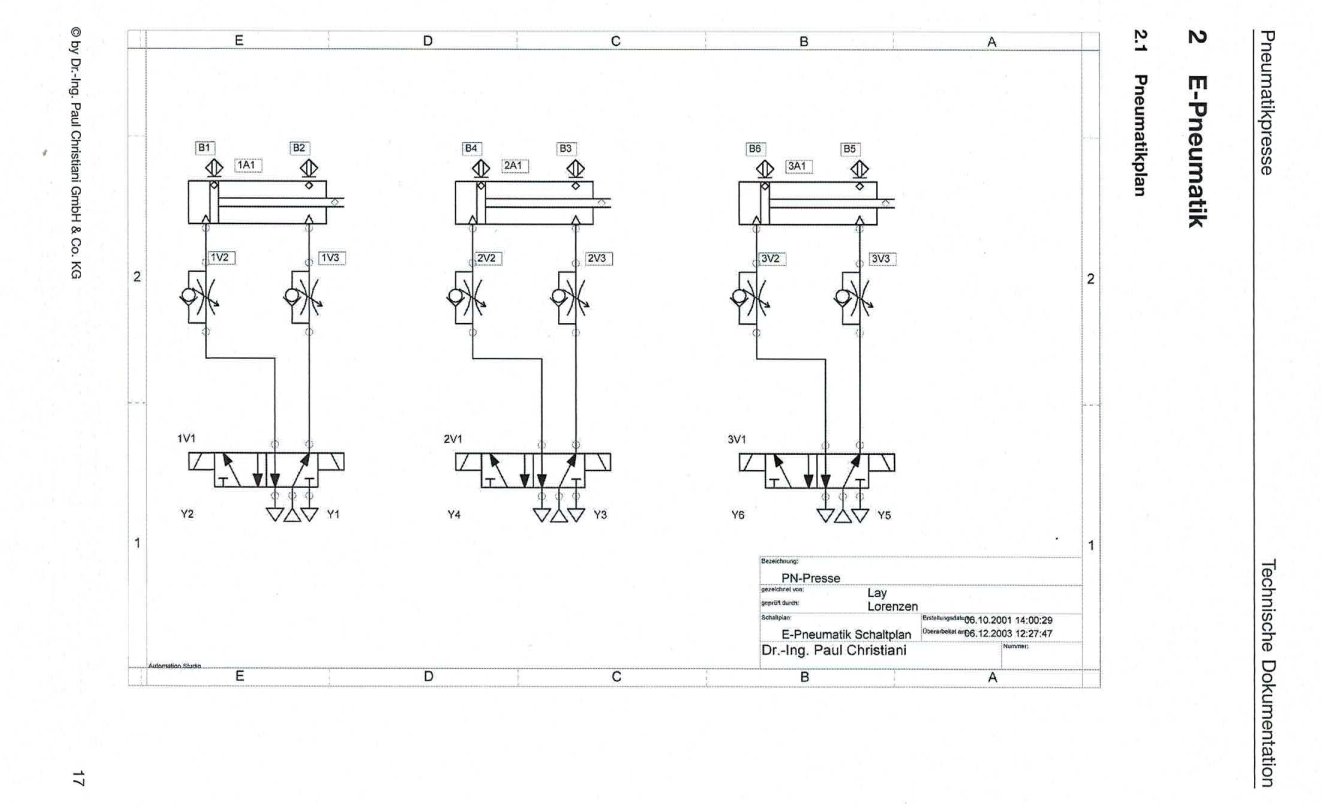 Pneumatikpresse
Technische Dokumentation
2 E-Pneumatik
2.1 Pneumatikplan
E D C B A
B1 B2 B4 B3 B6 B5
1A1 2A1 3A1
1V2 1V3 2V2 2V3 3V2 3V3
2 2
1V1 2V1 3V1
Y2 Y1 Y4 Y3 Y6 Y5
1 1
Bezeichnung:
PN-Presse
gezeichnet von:
Lay
geprüft durch:
Lorenzen
Schaltplan:
E-Pneumatik Schaltplan
Erstellungsdatum
06.10.2001 14:00:29
Überarbeitet am
06.12.2003 12:27:47
Dr.-Ing. Paul Christiani
Nummer:
Automation Studio
E D C B A
© by Dr.-Ing. Paul Christiani GmbH & Co. KG
17